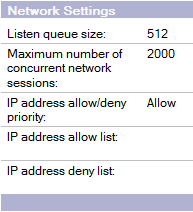 Network Settings
Listen queue size: 512
Maximum number of 2000
concurrent network
sessions:
IP address allow/deny Allow
priority:
IP address allow list:
IP address deny list: